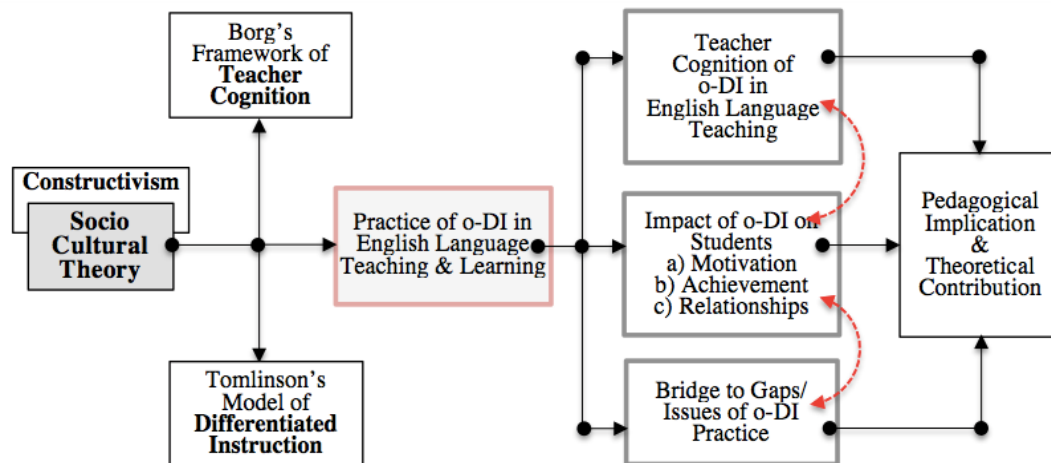 Borg's
Framework of
Teacher
Cognition
Constructivism
Socio
Cultural
Theory
Tomlinson's
Model of
Differentiated
Instruction
Practice of o-DI in
English Language
Teaching & Learning
Teacher
Cognition of
o-DI in
English Language
Teaching
Impact of o-DI on
Students
a) Motivation
b) Achievement
c) Relationships
Bridge to Gaps/
Issues of o-DI
Practice
Pedagogical
Implication
&
Theoretical
Contribution